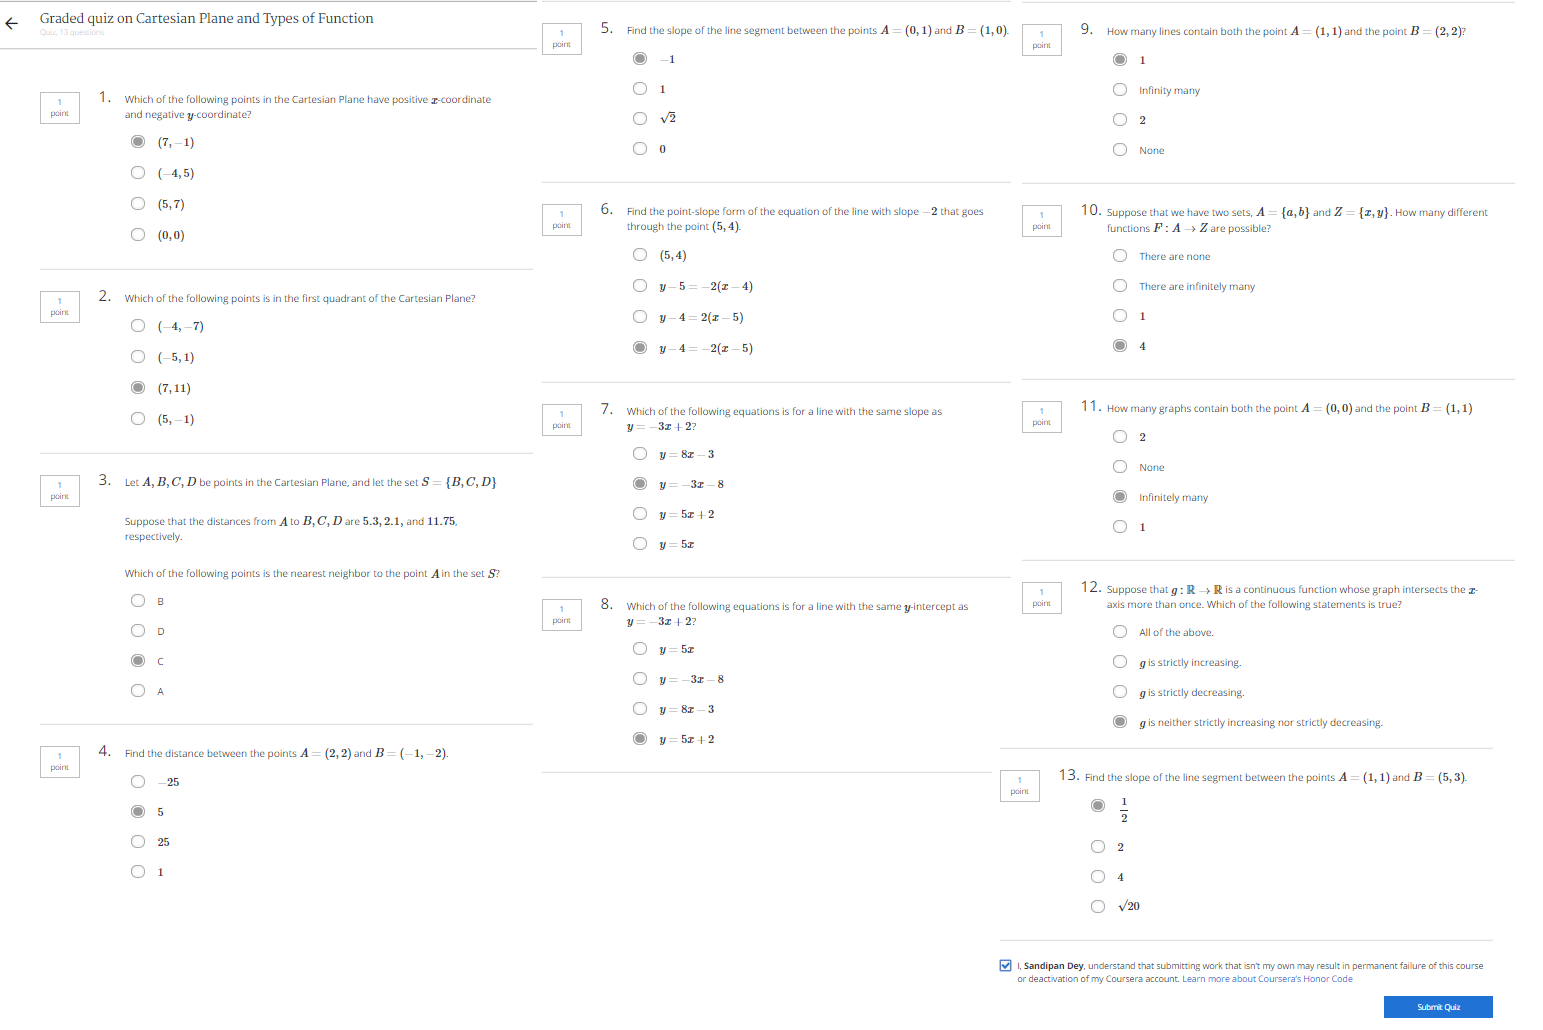 Graded quiz on Cartesian Plane and Types of Function
Quiz, 13 questions
1
point
1. Which of the following points in the Cartesian Plane have positive x-coordinate
and negative y-coordinate?
(7, −1)
(−4, 5)
(5, 7)
(0, 0)
1
point
2. Which of the following points is in the first quadrant of the Cartesian Plane?
(−4, −7)
(−5, 1)
(7, 11)
(5, −1)
1
point
3. Let A, B, C, D be points in the Cartesian Plane, and let the set S = {B, C, D}
Suppose that the distances from A to B, C, D are 5.3, 2.1, and 11.75,
respectively.
Which of the following points is the nearest neighbor to the point A in the set S?
B
D
C
A
1
point
4. Find the distance between the points A = (2, 2) and B = (−1, −2).
−25
5
25
1
1
point
5. Find the slope of the line segment between the points A = (0, 1) and B = (1, 0).
−1
1
√2
0
1
point
6. Find the point-slope form of the equation of the line with slope −2 that goes
through the point (5, 4).
(5, 4)
y − 5 = −2(x − 4)
y − 4 = 2(x − 5)
y − 4 = −2(x − 5)
1
point
7. Which of the following equations is for a line with the same slope as
y = −3x + 2?
y = 8x − 3
y = −3x − 8
y = 5x + 2
y = 5x
1
point
8. Which of the following equations is for a line with the same y-intercept as
y = −3x + 2?
y = 5x
y = −3x − 8
y = 8x − 3
y = 5x + 2
1
point
9. How many lines contain both the point A = (1, 1) and the point B = (2, 2)?
1
Infinity many
2
None
1
point
10. Suppose that we have two sets, A = {a, b} and Z = {x, y}. How many different
functions F : A → Z are possible?
There are none
There are infinitely many
1
4
1
point
11. How many graphs contain both the point A = (0, 0) and the point B = (1, 1)
2
None
Infinitely many
1
1
point
12. Suppose that g : ℝ → ℝ is a continuous function whose graph intersects the x-
axis more than once. Which of the following statements is true?
All of the above.
g is strictly increasing.
g is strictly decreasing.
g is neither strictly increasing nor strictly decreasing.
1
point
13. Find the slope of the line segment between the points A = (1, 1) and B = (5, 3).
1
2
2
4
√20
I, Sandipan Dey, understand that submitting work that isn't my own may result in permanent failure of this course
or deactivation of my Coursera account. Learn more about Coursera's Honor Code
Submit Quiz